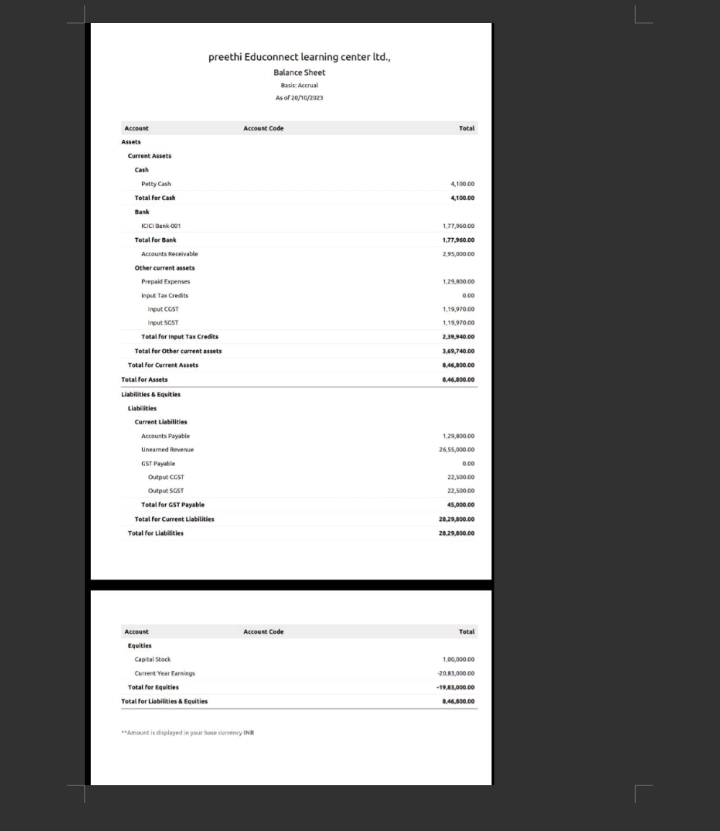 preethi Educonnect learning center ltd.,
Balance Sheet
Basis: Accrual
As of 20/10/2023
Account Account Code Total
Assets
Current Assets
Cash
Petty Cash 4,100.00
Total for Cash 4,100.00
Bank
ICICI Bank-001 1,77,960.00
Total for Bank 1,77,960.00
Accounts Receivable 2,95,000.00
Other current assets
Prepaid Expenses 1,29,800.00
Input Tax Credits 0.00
Input CGST 1,19,970.00
Input SGST 1,19,970.00
Total for Input Tax Credits 2,39,940.00
Total for Other current assets 3,69,740.00
Total for Current Assets 8,46,800.00
Total for Assets 8,46,800.00
Liabilities & Equities
Liabilities
Current Liabilities
Accounts Payable 1,29,800.00
Unearned Revenue 26,55,000.00
GST Payable 0.00
Output CGST 22,500.00
Output SGST 22,500.00
Total for GST Payable 45,000.00
Total for Current Liabilities 28,29,800.00
Total for Liabilities 28,29,800.00
Account Account Code Total
Equities
Capital Stock 1,00,000.00
Current Year Earnings -20,83,000.00
Total for Equities -19,83,000.00
Total for Liabilities & Equities 8,46,800.00
**Amount is displayed in your base currency INR